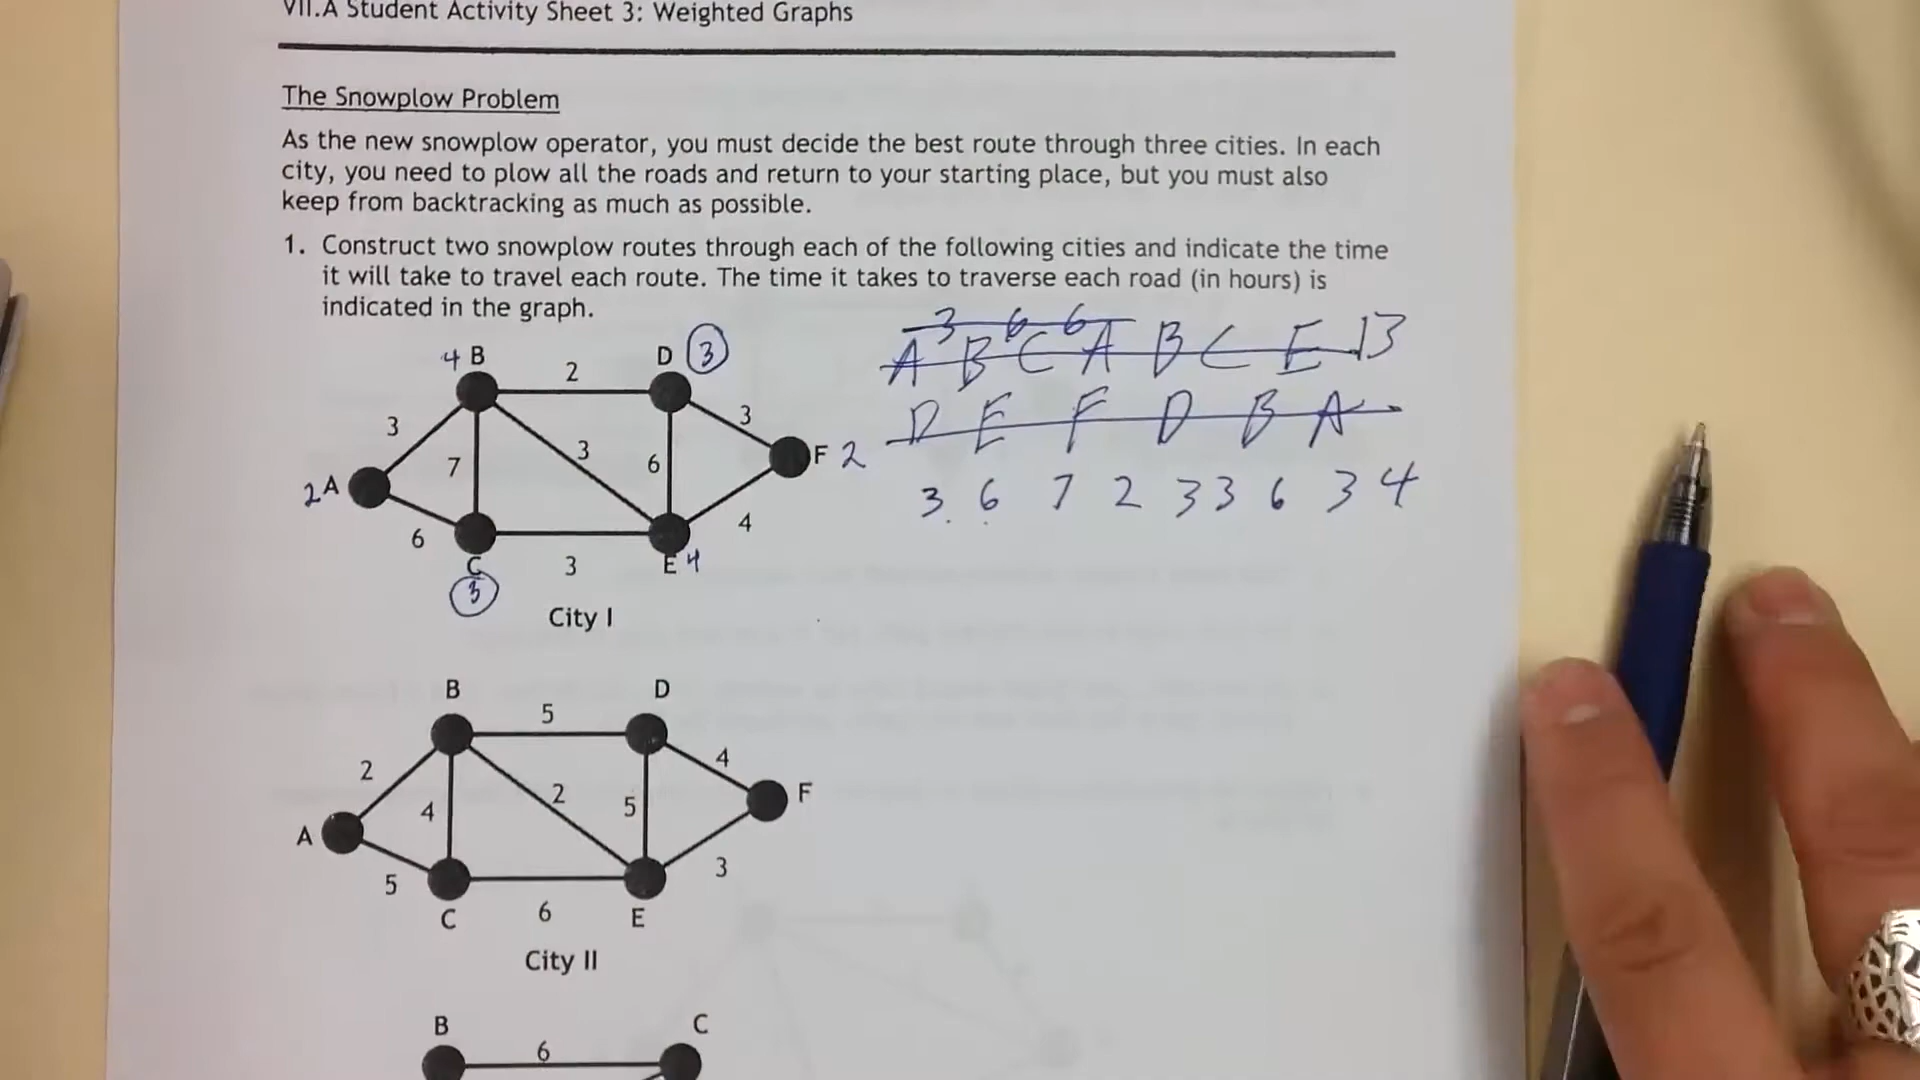 VII.A Student Activity Sheet 3: Weighted Graphs
The Snowplow Problem
As the new snowplow operator, you must decide the best route through three cities. In each
city, you need to plow all the roads and return to your starting place, but you must also
keep from backtracking as much as possible.
1. Construct two snowplow routes through each of the following cities and indicate the time
it will take to travel each route. The time it takes to traverse each road (in hours) is
indicated in the graph.
3 6 6
A B C A B C E 13
D E F D B A
3 6 7 2 3 3 6 3 4
4 B
2
D 3
3
3
7
3
6
F 2
2 A
6
4
C
3
3
E 4
City I
B
D
5
2
4
4
2
5
F
A
5
3
C
6
E
City II
B
C
6